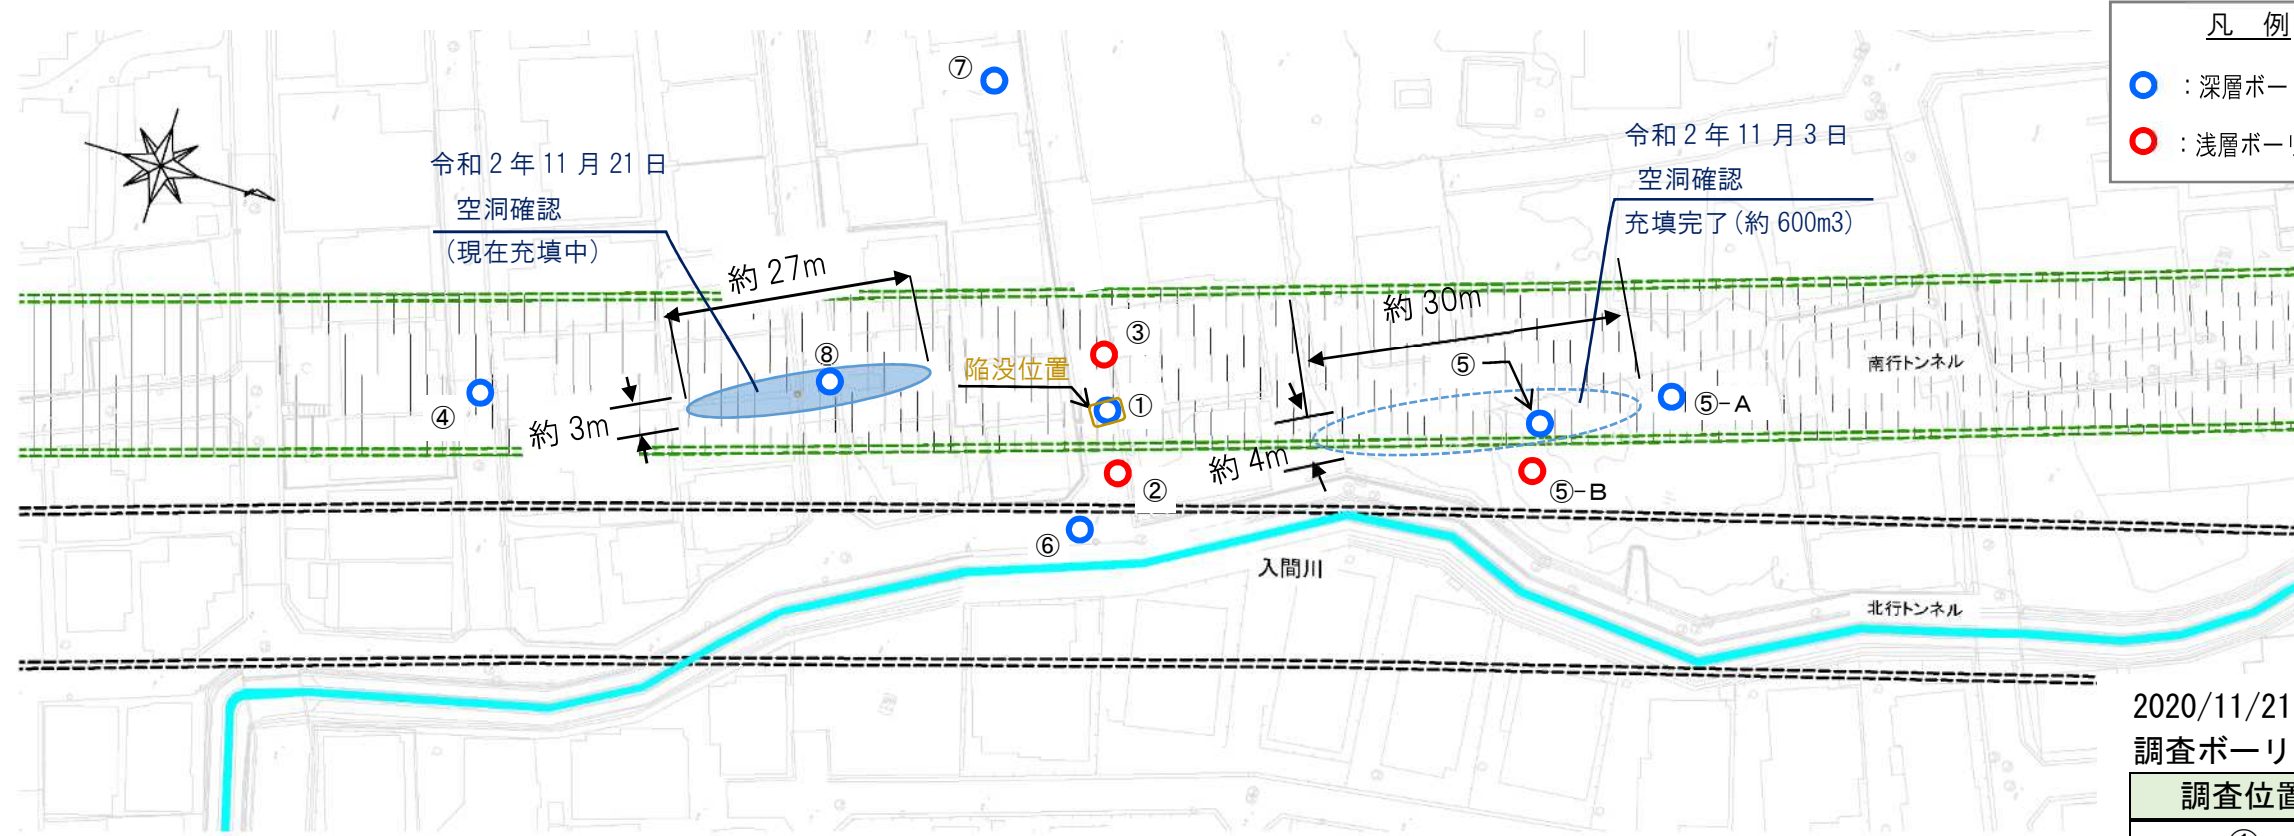 凡 例
：深層ボー
：浅層ボーリ
⑦
令和２年 11 月 21 日
空洞確認
（現在充填中）
令和２年 11 月３日
空洞確認
充填完了(約 600m3)
約 27m
約 30m
③
⑧
陥没位置
①
⑤
⑤-A
南行トンネル
④
約 3m
約 4m
②
⑤-B
⑥
入間川
北行トンネル
2020/11/21
調査ボーリ
調査位置
①